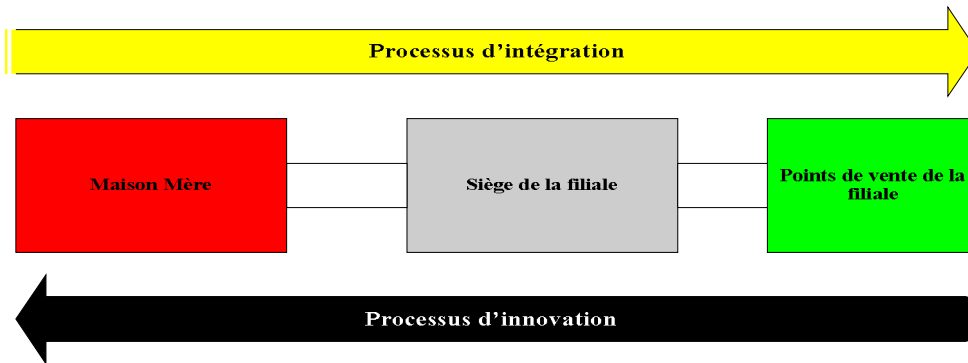 Processus d'intégration
Maison Mère
Siège de la filiale
Points de vente de la
filiale
Processus d'innovation